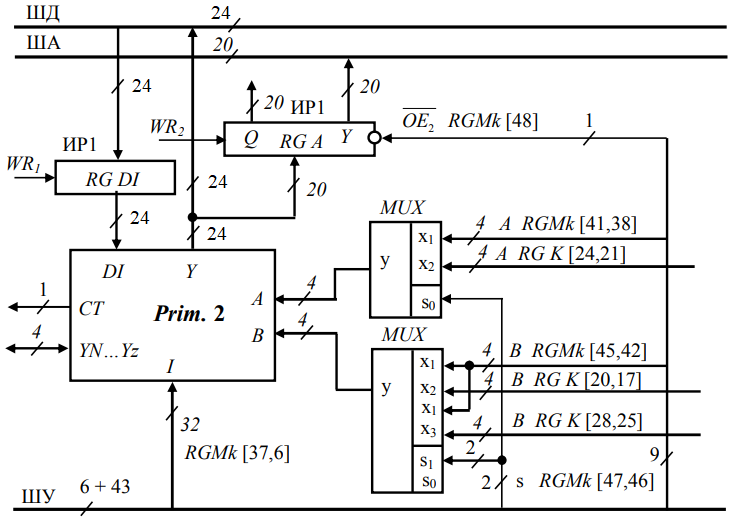 ШД 24
ША 20
24 20 20
ИР1
OE₂ RGMk [48] 1
WR₂ Q RG A Y
ИР1
WR₁ RG DI
24 20
24 24
MUX
x₁ 4 A RGMk [41,38]
y x₂ 4 A RG K [24,21]
s₀
DI Y
A 4
Prim. 2
1 CT
B 4
4 YN...Yz
I
MUX
x₁ 4 B RGMk [45,42]
y x₂ 4 B RG K [20,17]
x₁
x₃ 4 B RG K [28,25]
s₁ 2
s₀ 2 s RGMk [47,46]
9
32
RGMk [37,6]
ШУ 6 + 43